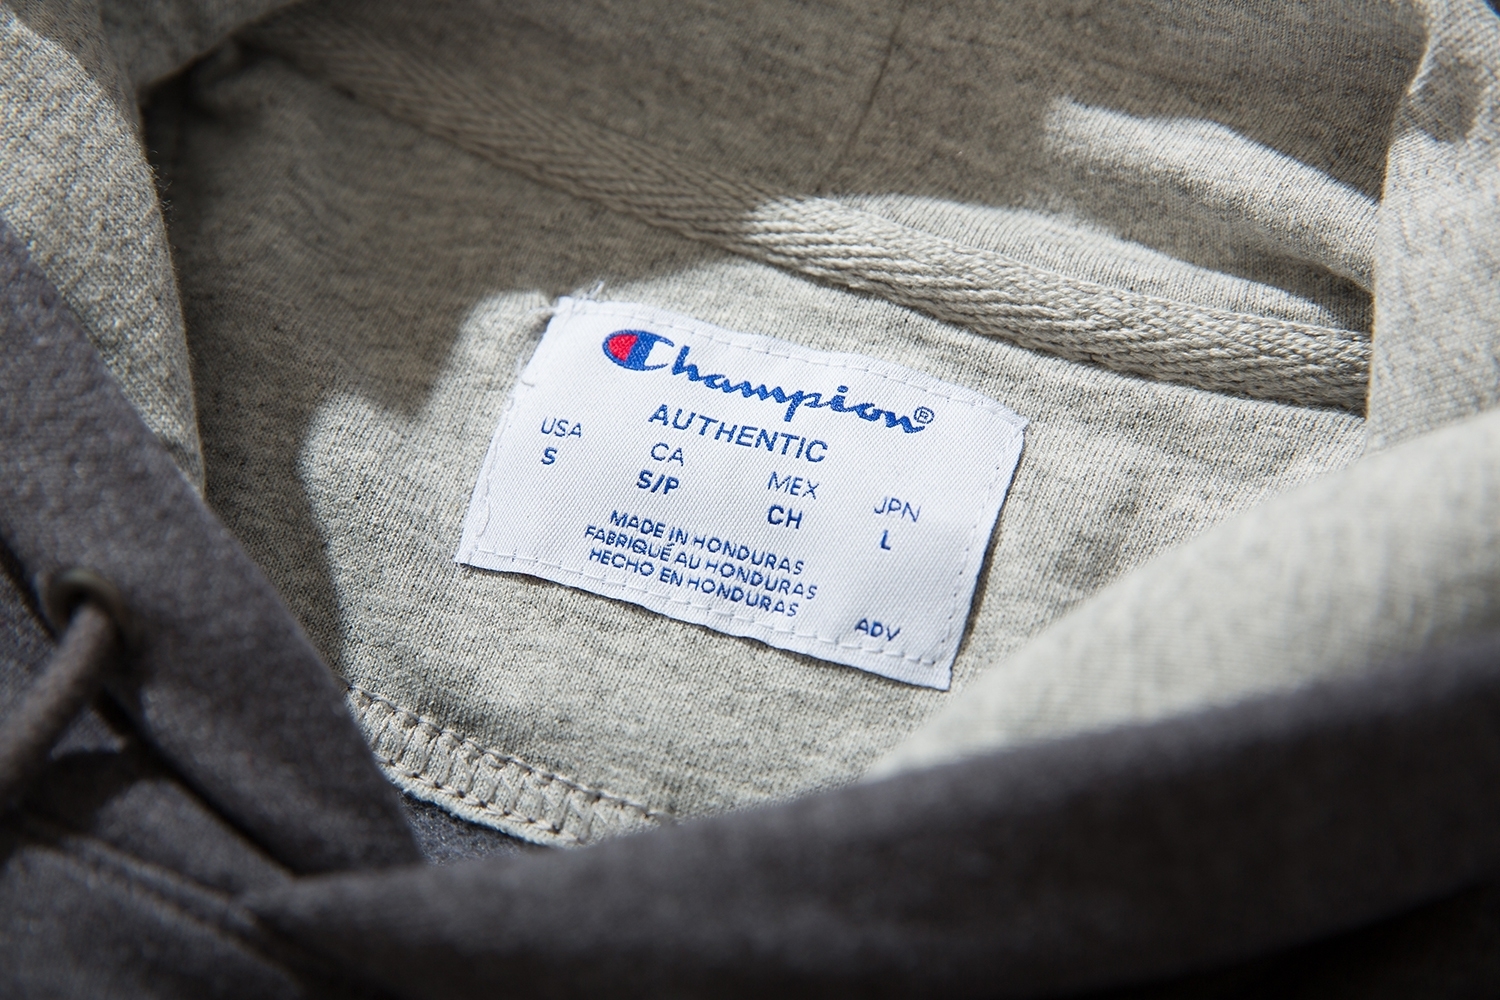 Champion®
AUTHENTIC
USA CA MEX JPN
S S/P CH L
MADE IN HONDURAS
FABRIQUÉ AU HONDURAS
HECHO EN HONDURAS
ADV